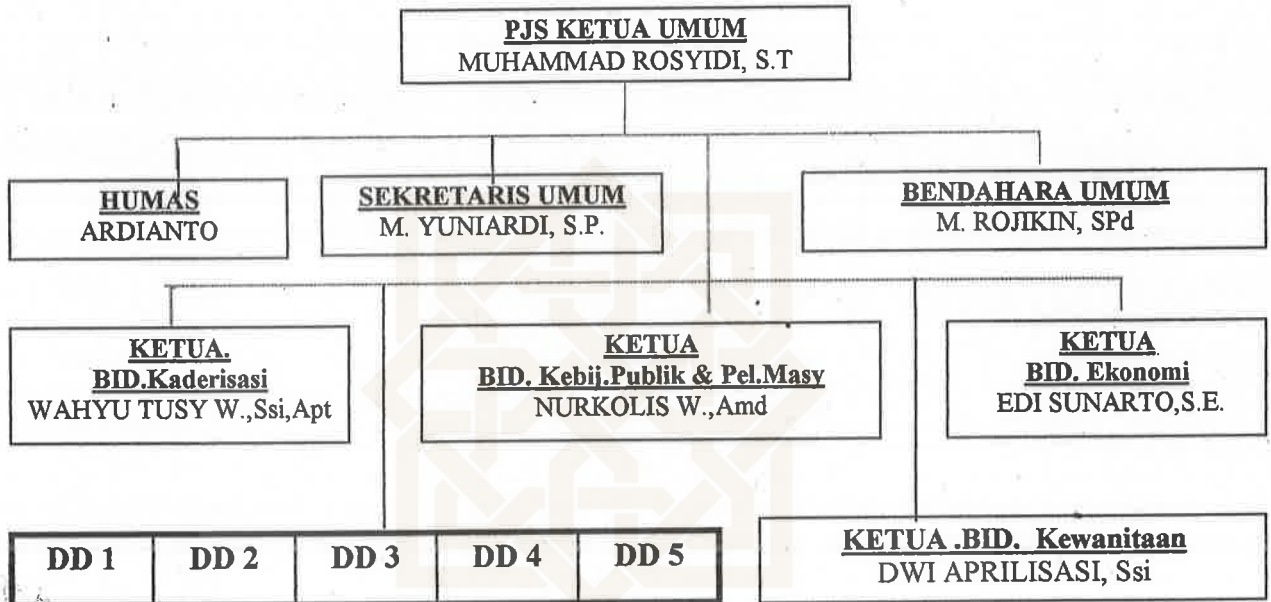 PJS KETUA UMUM
MUHAMMAD ROSYIDI, S.T
HUMAS
ARDIANTO
SEKRETARIS UMUM
M. YUNIARDI, S.P.
BENDAHARA UMUM
M. ROJIKIN, SPd
KETUA.
BID.Kaderisasi
WAHYU TUSY W.,Ssi,Apt
KETUA
BID. Kebij.Publik & Pel.Masy
NURKOLIS W.,Amd
KETUA
BID. Ekonomi
EDI SUNARTO,S.E.
DD 1 DD 2 DD 3 DD 4 DD 5
KETUA .BID. Kewanitaan
DWI APRILISASI, Ssi